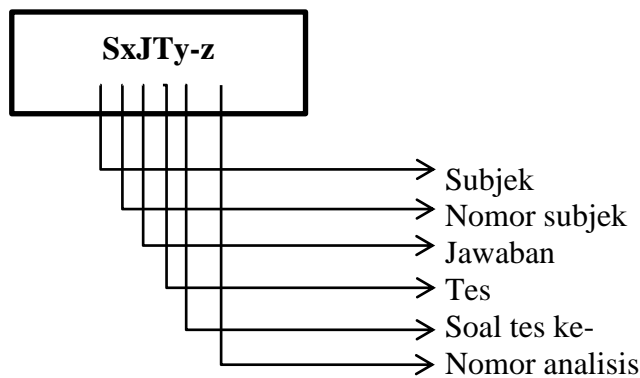 SxJTy-z
Subjek
Nomor subjek
Jawaban
Tes
Soal tes ke-
Nomor analisis